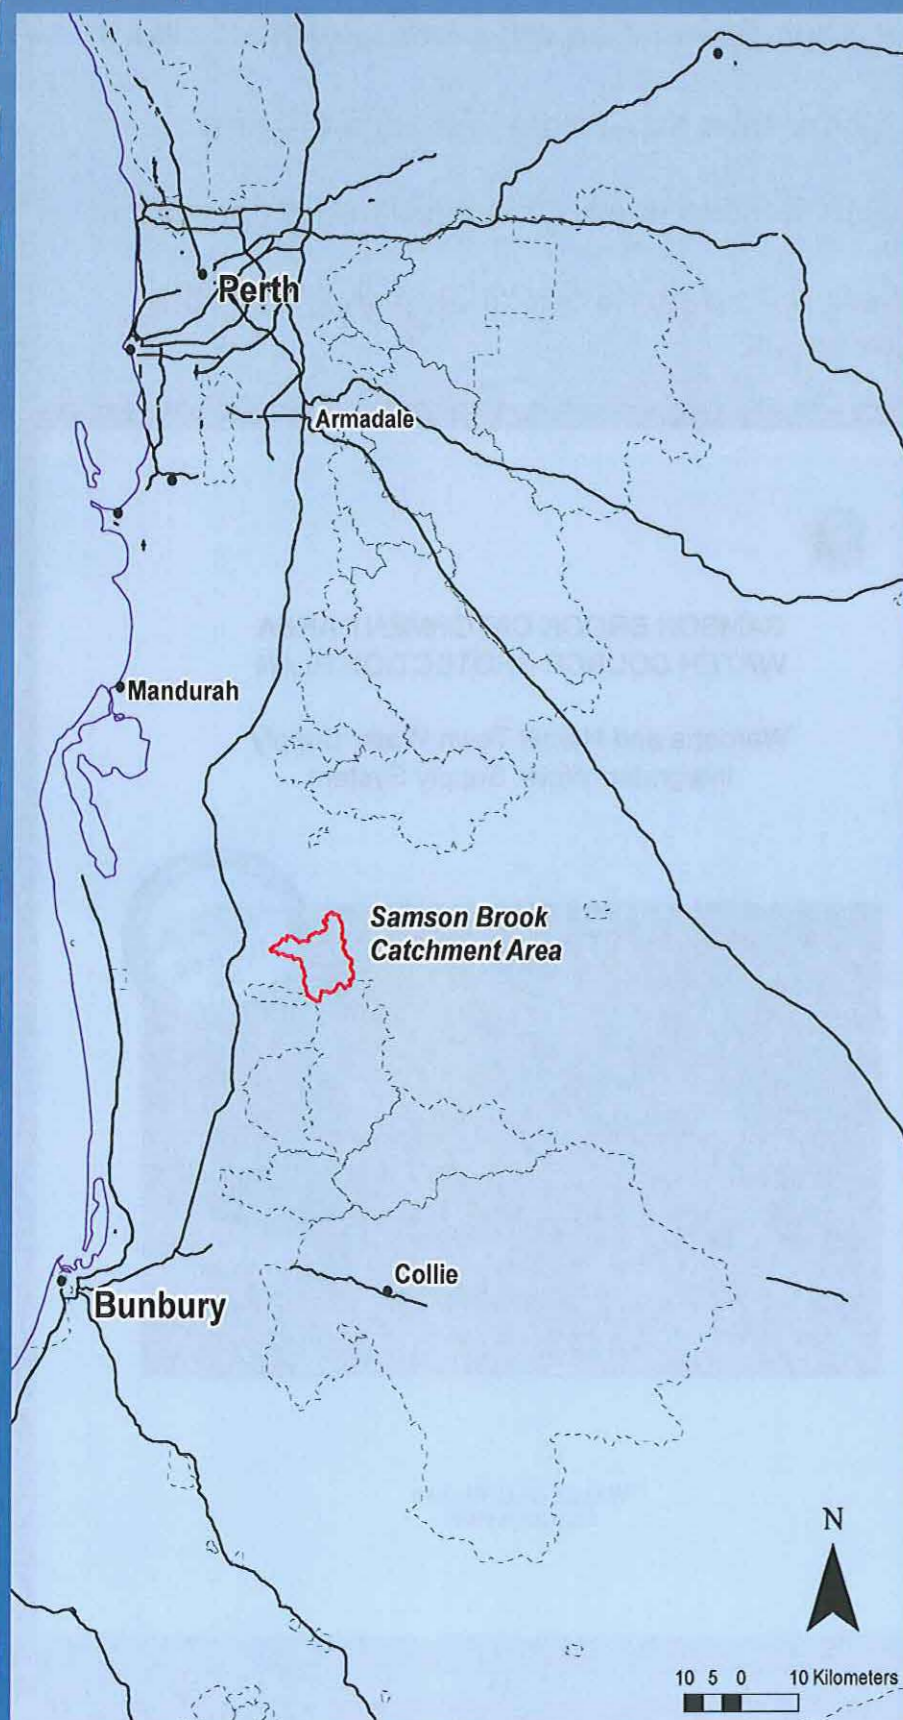 Perth
Armadale
Mandurah
Samson Brook
Catchment Area
Collie
Bunbury
N
10 5 0 10 Kilometers